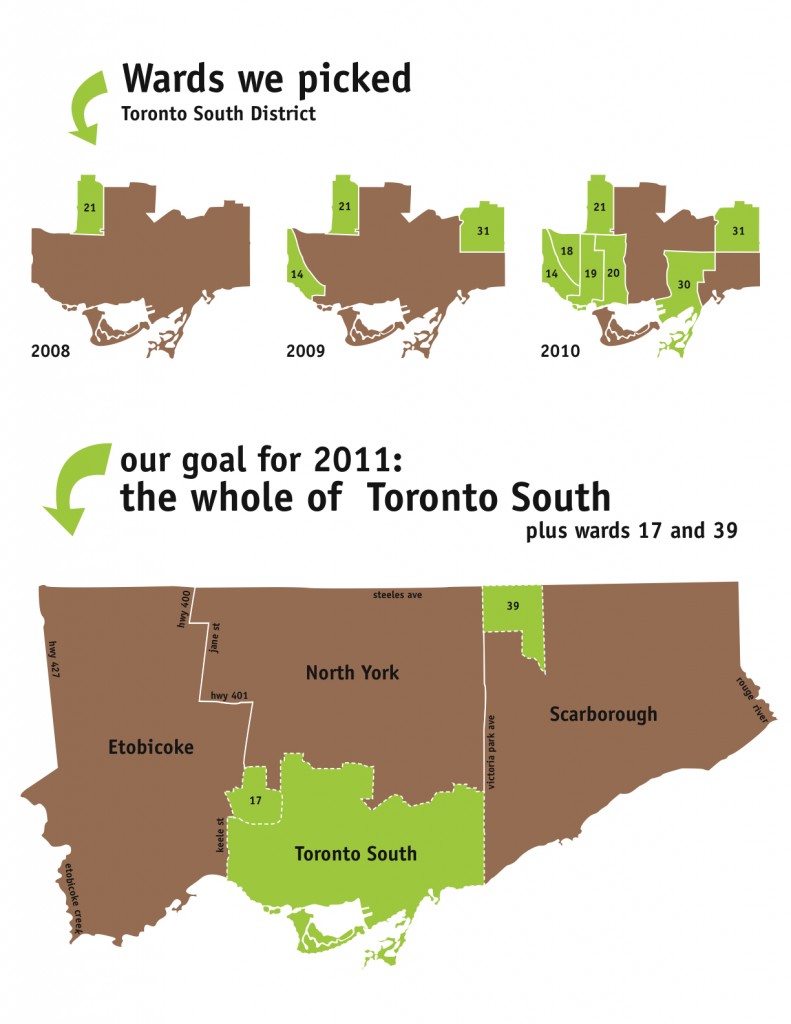 Wards we picked
Toronto South District
21
2008
21
31
14
2009
21
31
18
14
19
20
30
2010
our goal for 2011:
the whole of Toronto South
plus wards 17 and 39
steeles ave
hwy 400
39
jane st
hwy 427
North York
hwy 401
rouge river
Scarborough
victoria park ave
Etobicoke
17
keele st
Toronto South
etobicoke creek